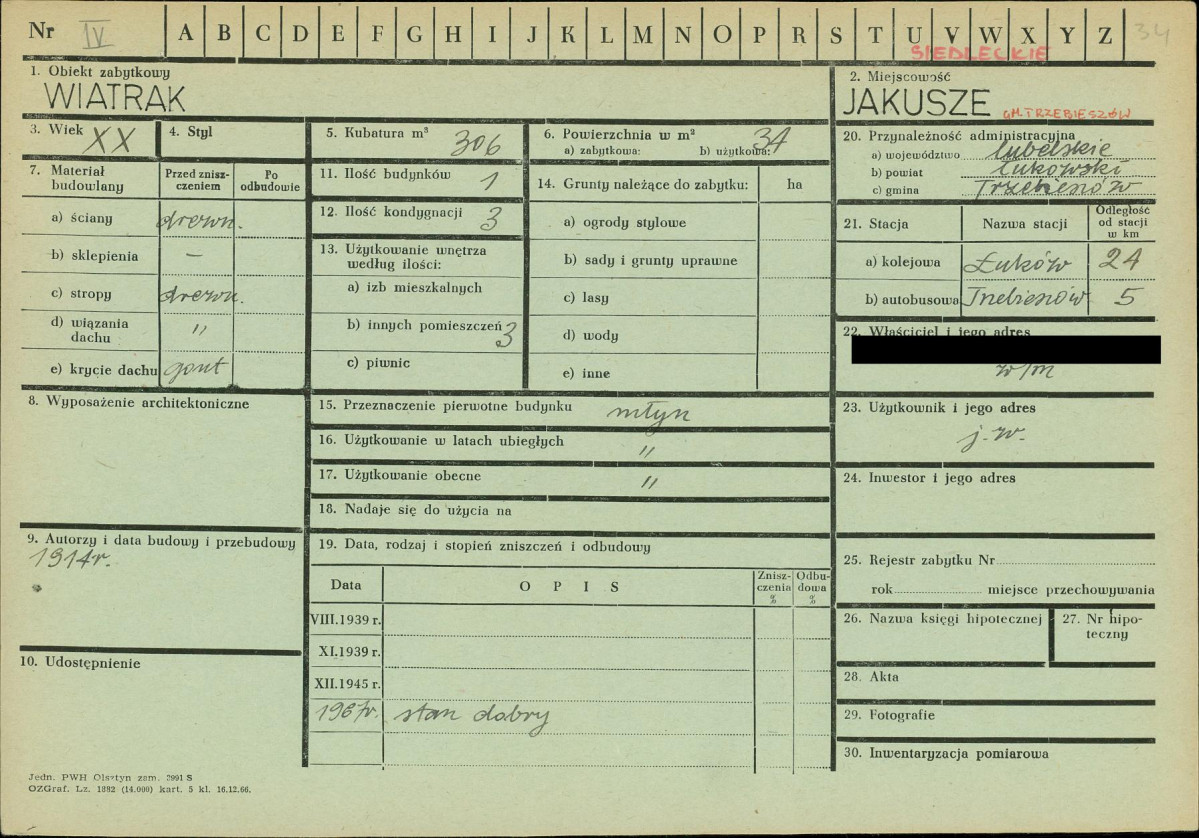 Nr IV A B C D E F G H I J K L M N O P R S T U V W X Y Z 34
SIEDLECKIE
1. Obiekt zabytkowy
WIATRAK
2. Miejscowość
JAKUSZE GM. TRZEBIESZÓW
3. Wiek XX
4. Styl
5. Kubatura m³ 306
6. Powierzchnia w m² 34
a) zabytkowa: b) użytkowa:
7. Materiał budowlany
Przed znisz-
czeniem
Po
odbudowie
a) ściany drewn.
b) sklepienia –
c) stropy drewn.
d) wiązania
dachu "
e) krycie dachu gont
8. Wyposażenie architektoniczne
9. Autorzy i data budowy i przebudowy
1914r.
10. Udostępnienie
11. Ilość budynków 1
12. Ilość kondygnacji 3
13. Użytkowanie wnętrza
według ilości:
a) izb mieszkalnych
b) innych pomieszczeń 3
c) piwnic
14. Grunty należące do zabytku: ha
a) ogrody stylowe
b) sady i grunty uprawne
c) lasy
d) wody
e) inne
15. Przeznaczenie pierwotne budynku młyn
16. Użytkowanie w latach ubiegłych "
17. Użytkowanie obecne "
18. Nadaje się do użycia na
19. Data, rodzaj i stopień zniszczeń i odbudowy
Data O P I S Znisz-
czenia
% Odbu-
dowa
%
VIII.1939 r.
XI.1939 r.
XII.1945 r.
1967r. stan dobry
20. Przynależność administracyjna
a) województwo lubelskie
b) powiat Łukowski
c) gmina Trzebieszów
21. Stacja Nazwa stacji Odległość
od stacji
w km
a) kolejowa Łuków 24
b) autobusowa Trzebieszów 5
22. Właściciel i jego adres
w/m
23. Użytkownik i jego adres
j.w.
24. Inwestor i jego adres
25. Rejestr zabytku Nr
rok miejsce przechowywania
26. Nazwa księgi hipotecznej
27. Nr hipo-
teczny
28. Akta
29. Fotografie
30. Inwentaryzacja pomiarowa
Jedn. PWH Olsztyn zam. 3991 S
OZGraf. Lz. 1882 (14.000) kart. 5 kl. 16.12.66.